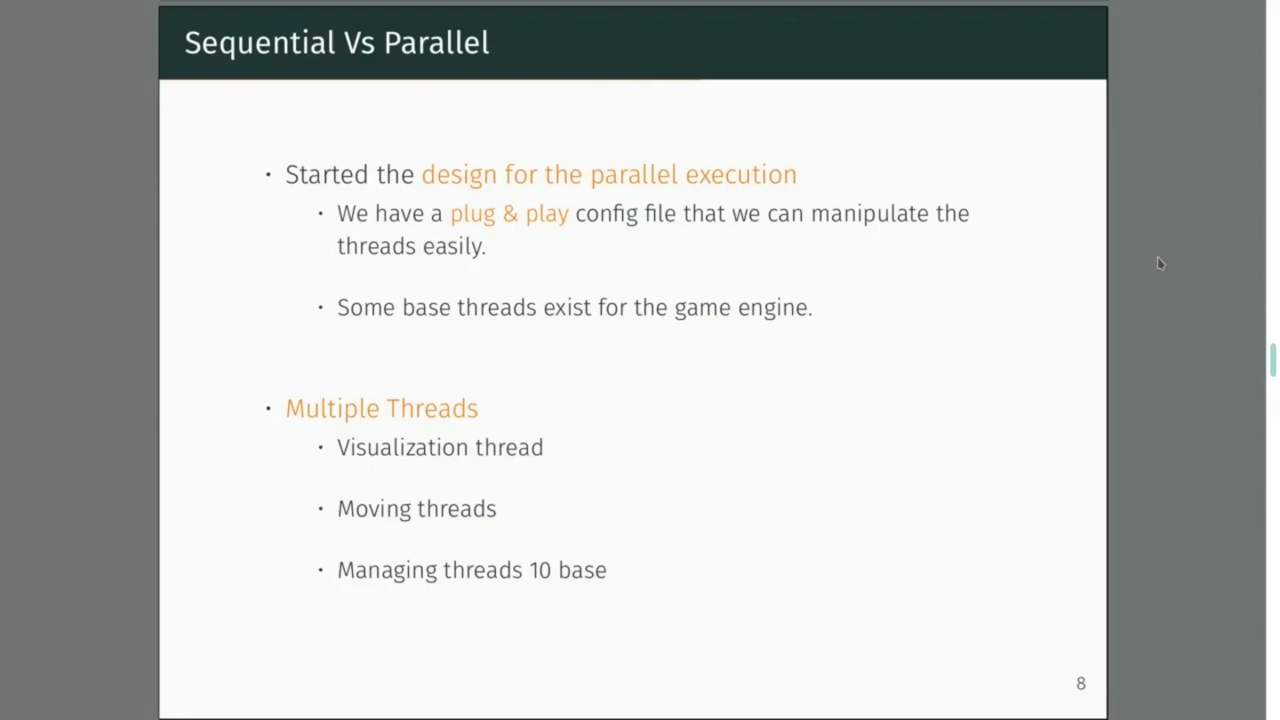 Sequential Vs Parallel
• Started the design for the parallel execution
• We have a plug & play config file that we can manipulate the
threads easily.
• Some base threads exist for the game engine.
• Multiple Threads
• Visualization thread
• Moving threads
• Managing threads 10 base
8